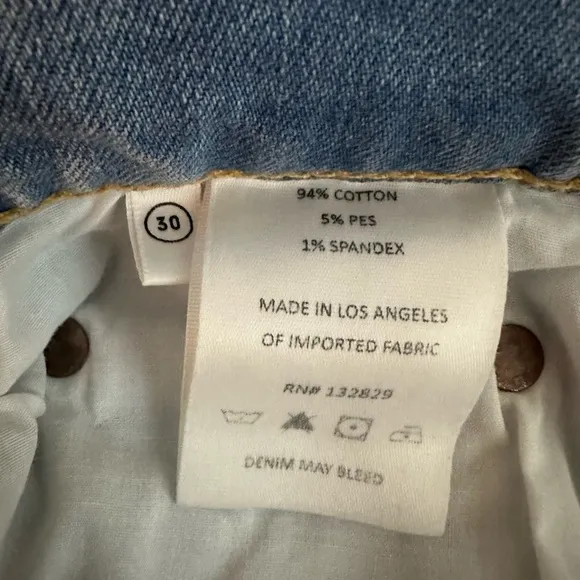 30
94% COTTON
5% PES
1% SPANDEX
MADE IN LOS ANGELES
OF IMPORTED FABRIC
RN# 132829
DENIM MAY BLEED